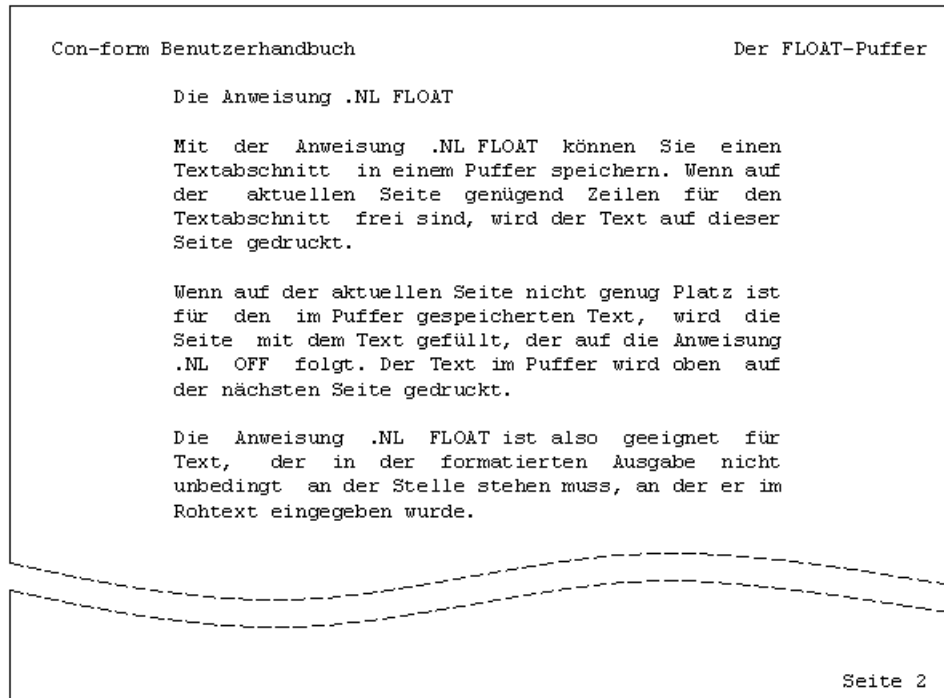 Con-form Benutzerhandbuch Der FLOAT-Puffer
Die Anweisung .NL FLOAT
Mit der Anweisung .NL FLOAT können Sie einen
Textabschnitt in einem Puffer speichern. Wenn auf
der aktuellen Seite genügend Zeilen für den
Textabschnitt frei sind, wird der Text auf dieser
Seite gedruckt.
Wenn auf der aktuellen Seite nicht genug Platz ist
für den im Puffer gespeicherten Text, wird die
Seite mit dem Text gefüllt, der auf die Anweisung
.NL OFF folgt. Der Text im Puffer wird oben auf
der nächsten Seite gedruckt.
Die Anweisung .NL FLOAT ist also geeignet für
Text, der in der formatierten Ausgabe nicht
unbedingt an der Stelle stehen muss, an der er im
Rohtext eingegeben wurde.
Seite 2